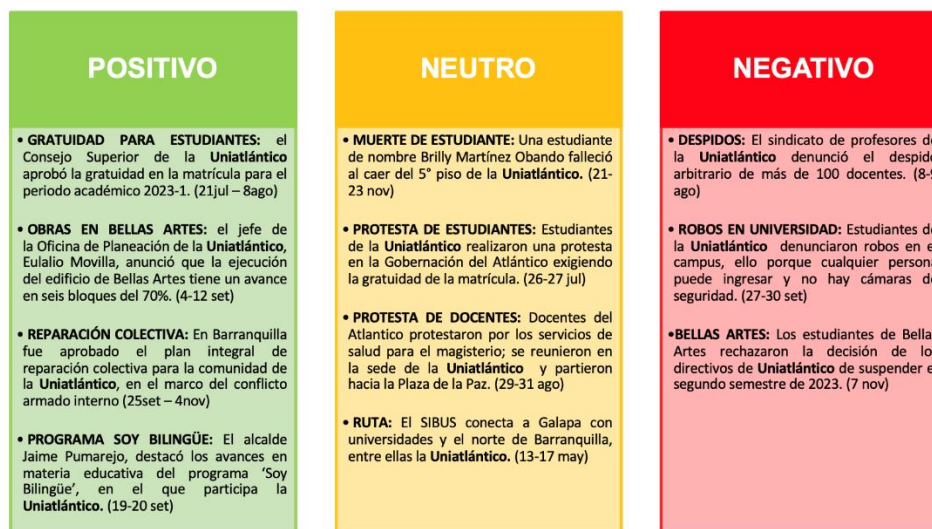 POSITIVO
• GRATUIDAD PARA ESTUDIANTES: el
Consejo Superior de la Uniatlántico
aprobó la gratuidad en la matrícula para el
periodo académico 2023-1. (21jul – 8ago)
• OBRAS EN BELLAS ARTES: el jefe de
la Oficina de Planeación de la Uniatlántico,
Eulalio Movilla, anunció que la ejecución
del edificio de Bellas Artes tiene un avance
en seis bloques del 70%. (4-12 set)
• REPARACIÓN COLECTIVA: En Barranquilla
fue aprobado el plan integral de
reparación colectiva para la comunidad de
la Uniatlántico, en el marco del conflicto
armado interno (25set – 4nov)
• PROGRAMA SOY BILINGÜE: El alcalde
Jaime Pumarejo, destacó los avances en
materia educativa del programa ‘Soy
Bilingüe’, en el que participa la
Uniatlántico. (19-20 set)
NEUTRO
• MUERTE DE ESTUDIANTE: Una estudiante
de nombre Brilly Martínez Obando falleció
al caer del 5° piso de la Uniatlántico. (21-
23 nov)
• PROTESTA DE ESTUDIANTES: Estudiantes
de la Uniatlántico realizaron una protesta
en la Gobernación del Atlántico exigiendo
la gratuidad de la matrícula. (26-27 jul)
• PROTESTA DE DOCENTES: Docentes del
Atlantico protestaron por los servicios de
salud para el magisterio; se reunieron en
la sede de la Uniatlántico y partieron
hacia la Plaza de la Paz. (29-31 ago)
• RUTA: El SIBUS conecta a Galapa con
universidades y el norte de Barranquilla,
entre ellas la Uniatlántico. (13-17 may)
NEGATIVO
• DESPIDOS: El sindicato de profesores
la Uniatlántico denunció el
arbitrario de más de 100 docentes. (8-
ago)
• ROBOS EN UNIVERSIDAD: Estudiantes
la Uniatlántico denunciaron robos en
campus, ello porque cualquier
puede ingresar y no hay cámaras
seguridad. (27-30 set)
•BELLAS ARTES: Los estudiantes de
Artes rechazaron la decisión de
directivos de Uniatlántico de suspender
segundo semestre de 2023. (7 nov)